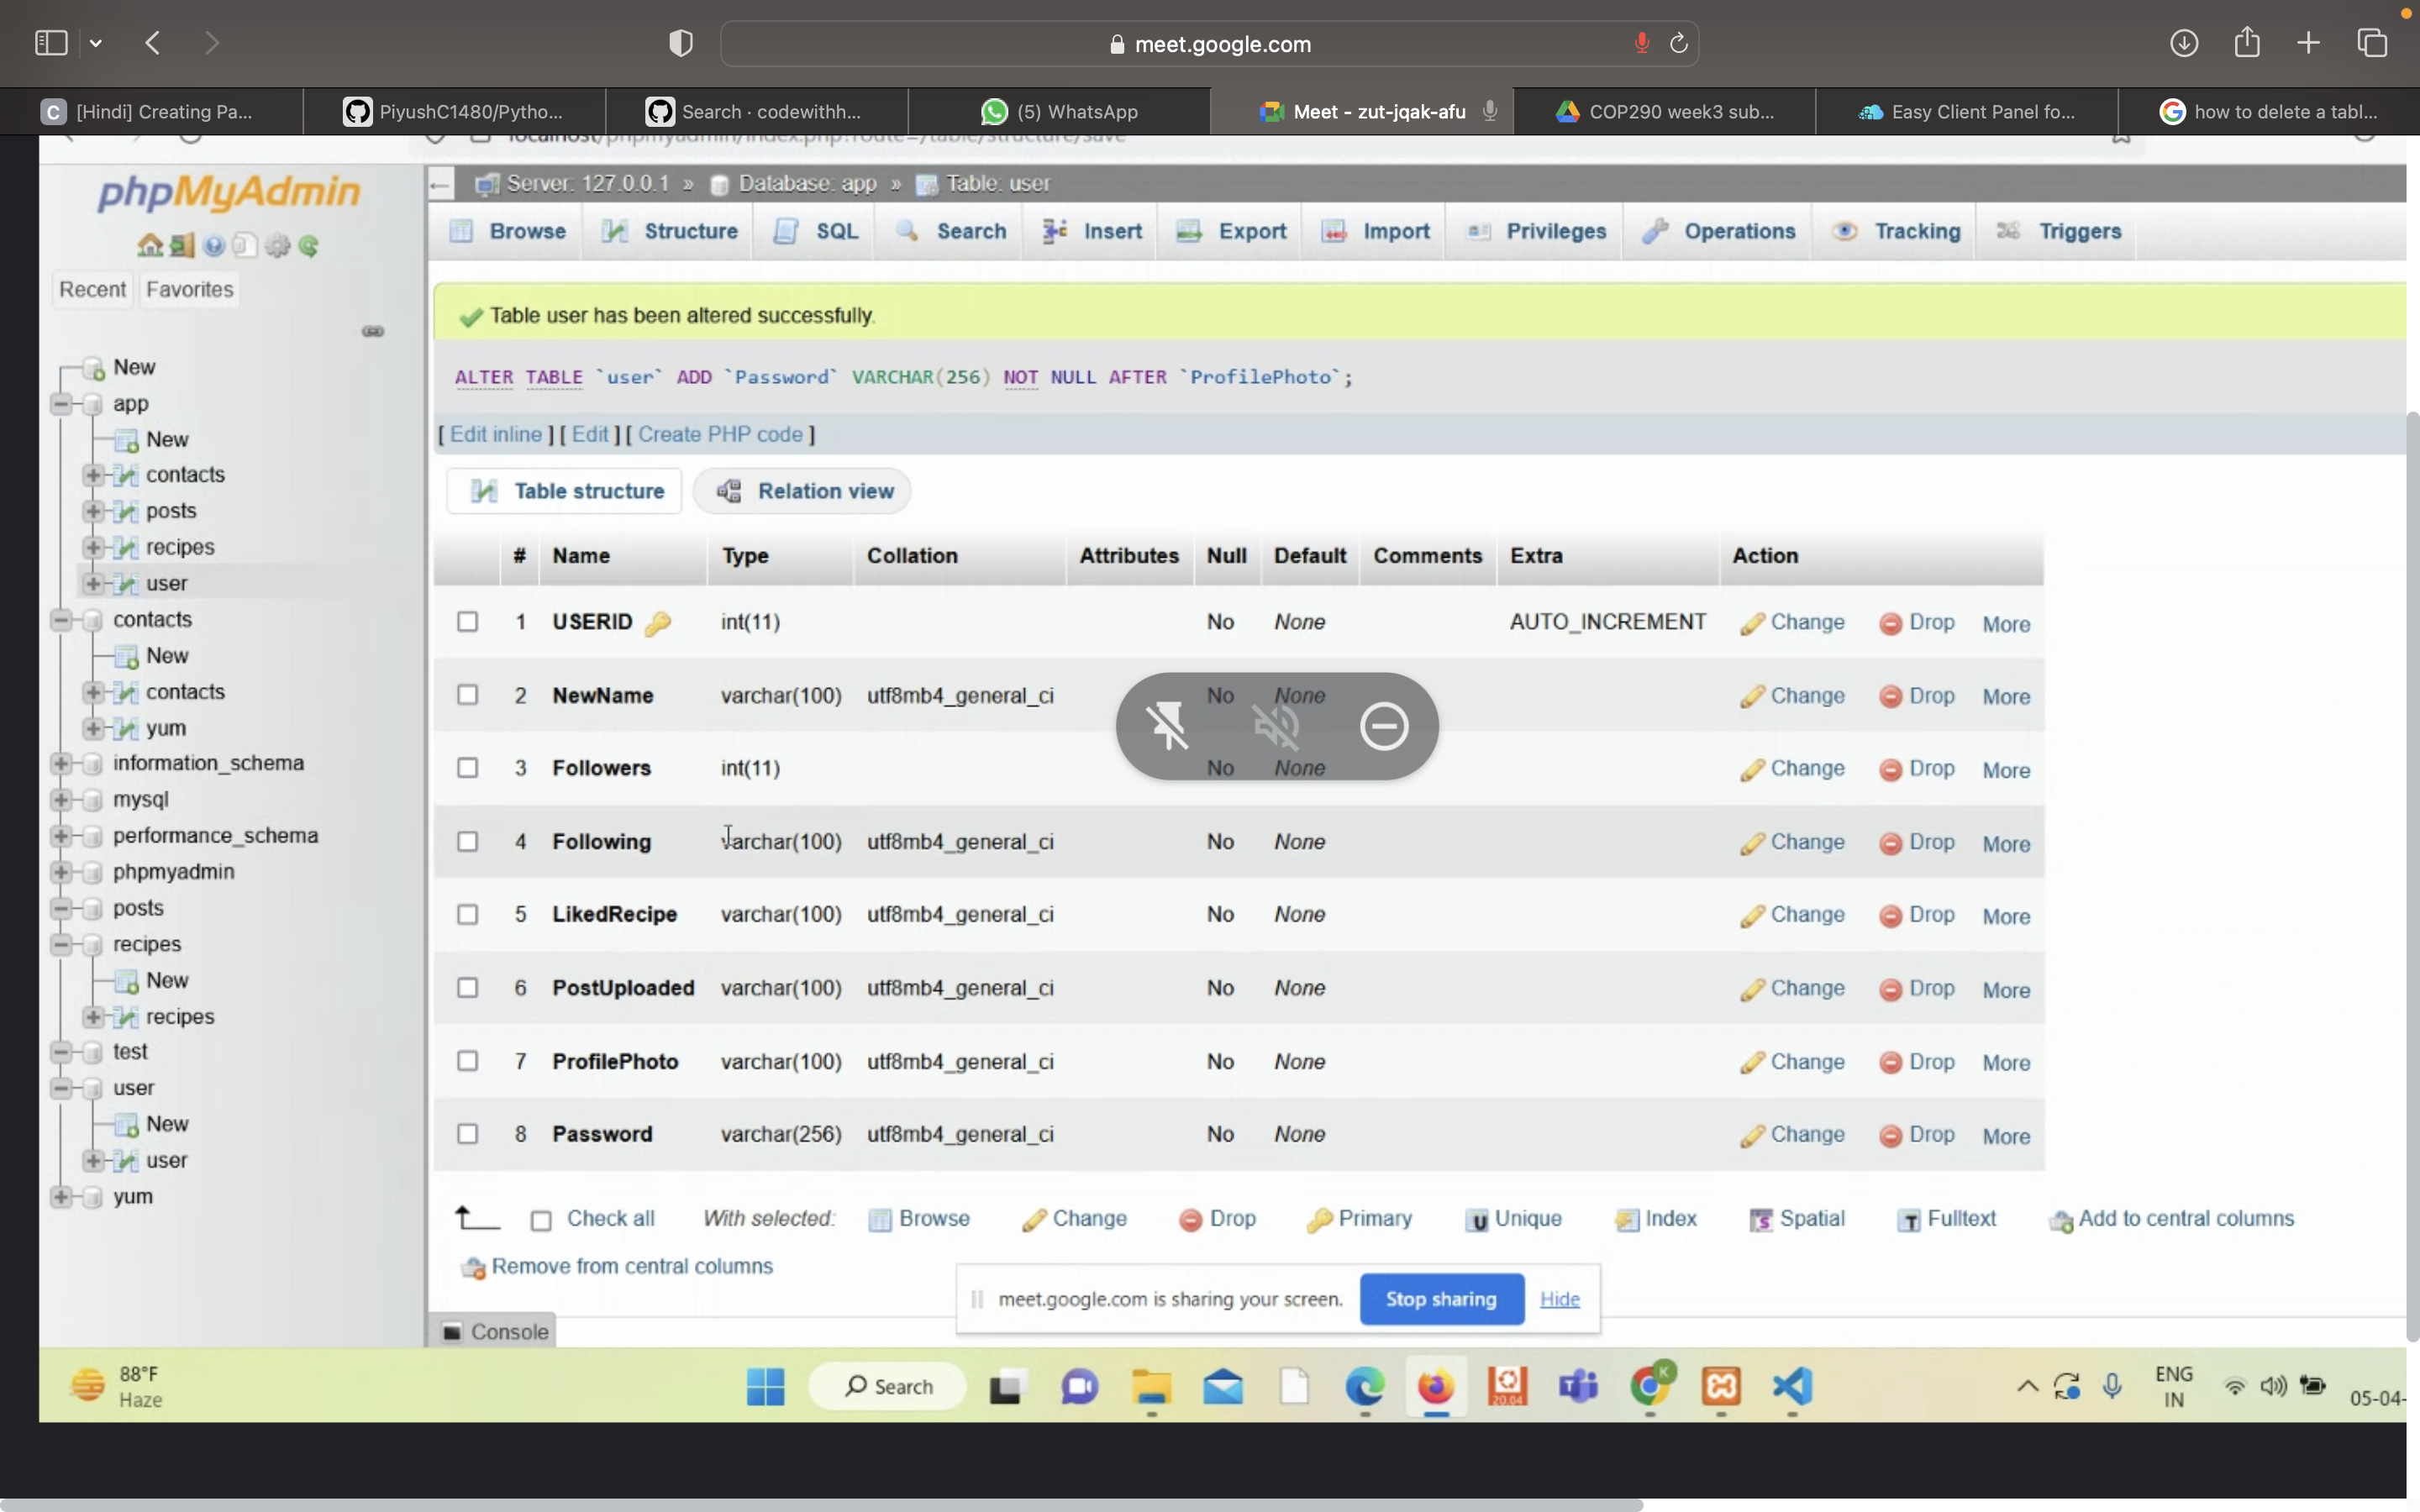 meet.google.com
[Hindi] Creating Pa...
PiyushC1480/Pytho...
Search · codewithh...
(5) WhatsApp
Meet - zut-jqak-afu
COP290 week3 sub...
Easy Client Panel fo...
how to delete a tabl...
localhost/phpmyadmin/index.php?route=/table/structure/save
phpMyAdmin
Recent Favorites
New
app
New
contacts
posts
recipes
user
contacts
New
contacts
yum
information_schema
mysql
performance_schema
phpmyadmin
posts
recipes
New
recipes
test
user
New
user
yum
Server: 127.0.0.1 » Database: app » Table: user
Browse Structure SQL Search Insert Export Import Privileges Operations Tracking Triggers
Table user has been altered successfully.
ALTER TABLE `user` ADD `Password` VARCHAR(256) NOT NULL AFTER `ProfilePhoto`;
[ Edit inline ] [ Edit ] [ Create PHP code ]
Table structure Relation view
# Name Type Collation Attributes Null Default Comments Extra Action
1 USERID int(11) No None AUTO_INCREMENT Change Drop More
2 NewName varchar(100) utf8mb4_general_ci No None Change Drop More
3 Followers int(11) No None Change Drop More
4 Following varchar(100) utf8mb4_general_ci No None Change Drop More
5 LikedRecipe varchar(100) utf8mb4_general_ci No None Change Drop More
6 PostUploaded varchar(100) utf8mb4_general_ci No None Change Drop More
7 ProfilePhoto varchar(100) utf8mb4_general_ci No None Change Drop More
8 Password varchar(256) utf8mb4_general_ci No None Change Drop More
Check all With selected: Browse Change Drop Primary Unique Index Spatial Fulltext Add to central columns
Remove from central columns
meet.google.com is sharing your screen. Stop sharing Hide
Console
88°F
Haze
Search
20.04
ENG
IN
05-04-